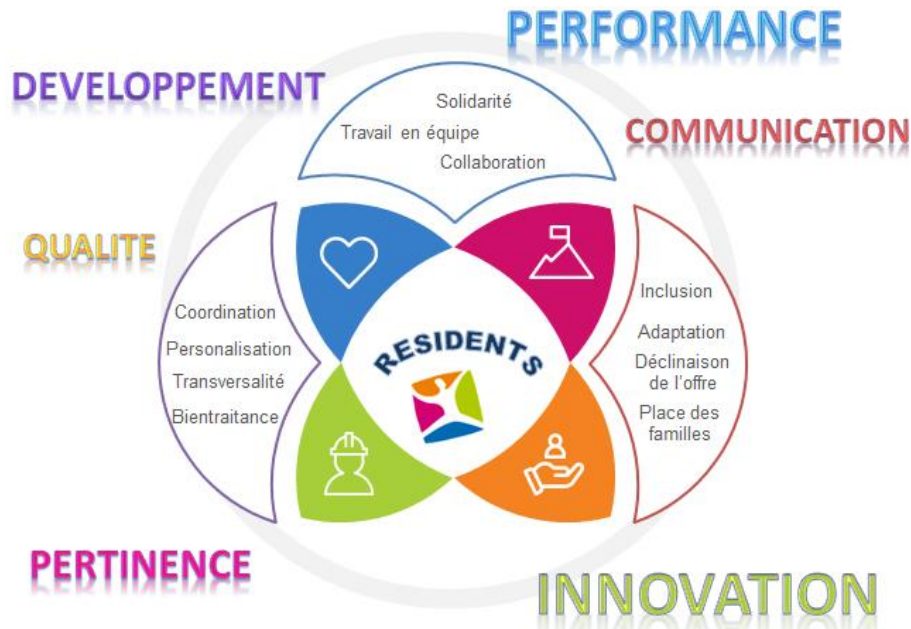 PERFORMANCE
DEVELOPPEMENT
Solidarité
Travail en équipe
Collaboration
COMMUNICATION
QUALITE
Coordination
Personalisation
Transversalité
Bientraitance
RESIDENTS
Inclusion
Adaptation
Déclinaison
de l'offre
Place des
familles
PERTINENCE
INNOVATION